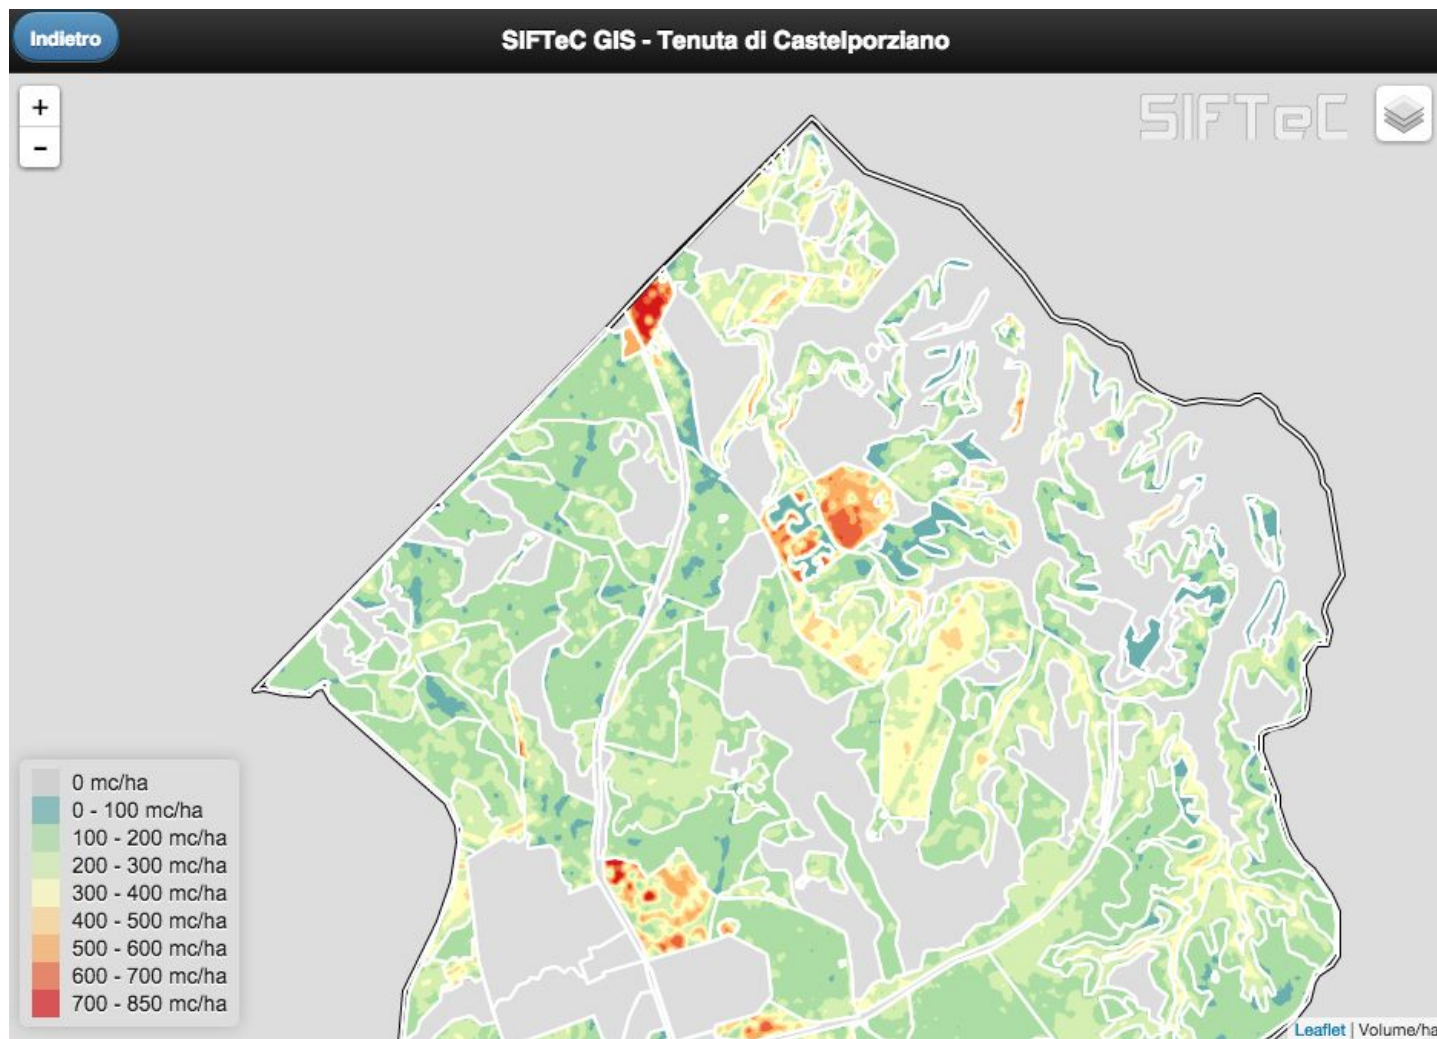 Indietro
SIFTeC GIS - Tenuta di Castelporziano
+
SIFTeC
-
0 mc/ha
0 - 100 mc/ha
100 - 200 mc/ha
200 - 300 mc/ha
300 - 400 mc/ha
400 - 500 mc/ha
500 - 600 mc/ha
600 - 700 mc/ha
700 - 850 mc/ha
Leaflet | Volume/ha